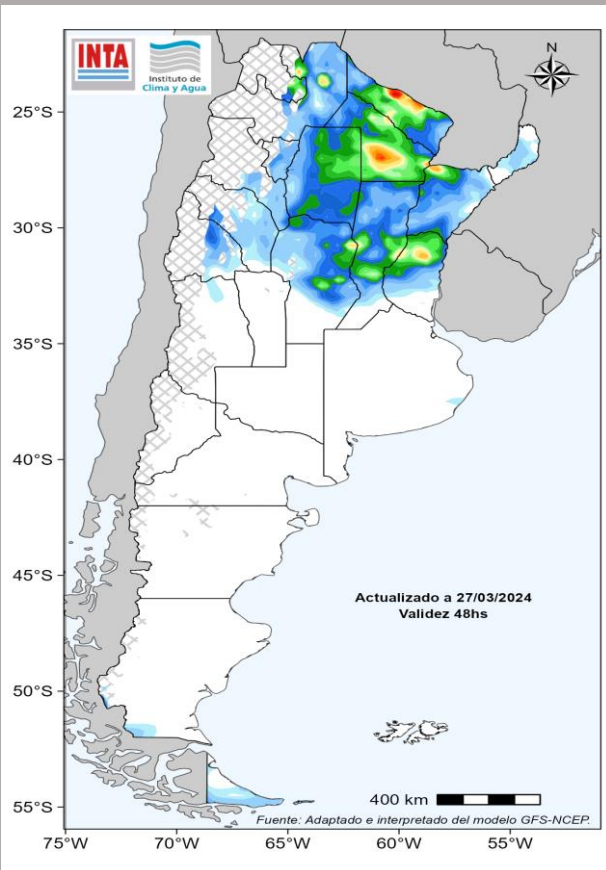 INTA
Instituto de
Clima y Agua
N
25°S
30°S
35°S
40°S
45°S
50°S
55°S
Actualizado a 27/03/2024
Validez 48hs
400 km
Fuente: Adaptado e interpretado del modelo GFS-NCEP.
75°W 70°W 65°W 60°W 55°W